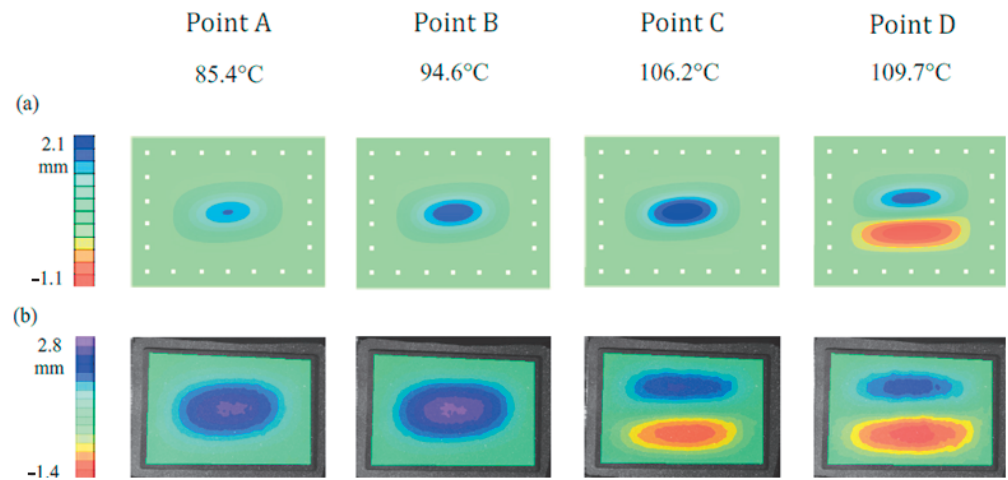 Point A Point B Point C Point D
85.4°C 94.6°C 106.2°C 109.7°C
(a)
2.1
mm
−1.1
(b)
2.8
mm
−1.4